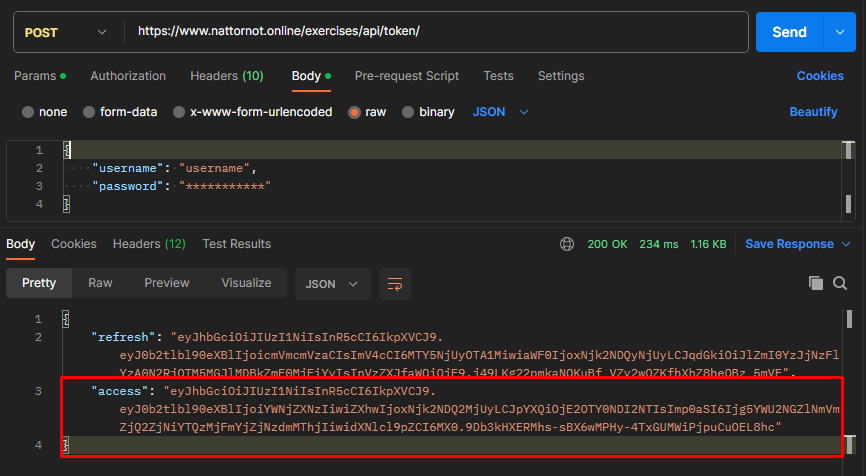 POST https://www.nattornot.online/exercises/api/token/ Send
Params Authorization Headers (10) Body Pre-request Script Tests Settings Cookies
none form-data x-www-form-urlencoded raw binary JSON Beautify
1 {
2 "username": "username",
3 "password": "***********"
4 }
Body Cookies Headers (12) Test Results 200 OK 234 ms 1.16 KB Save Response
Pretty Raw Preview Visualize JSON
1 {
2 "refresh": "eyJhbGciOiJIUzI1NiIsInR5cCI6IkpXVCJ9.
eyJ0b2tlbl90eXBlIjoicmVmcmVzaCIsImV4cCI6MTY5NjUyOTA1MiwiaWF0IjoxNjk2NDQyNjUyLCJqdGkiOiJlZmI0YzJjNzFl
3 "access": "eyJhbGciOiJIUzI1NiIsInR5cCI6IkpXVCJ9.
eyJ0b2tlbl90eXBlIjoiYWNjZXNzIiwiZXhwIjoxNjk2NDQ2MjUyLCJpYXQiOjE2OTY0NDI2NTIsImp0aSI6Ijg5YWU2NGZlNmVm
ZjQ2ZjNiYTQzMjFmYjZjNzdmMThjIiwidXNlcl9pZCI6MX0.9Db3kHXERMhs-sBX6wMPHy-4TxGUMWiPjpuCuOEL8hc"
4 }